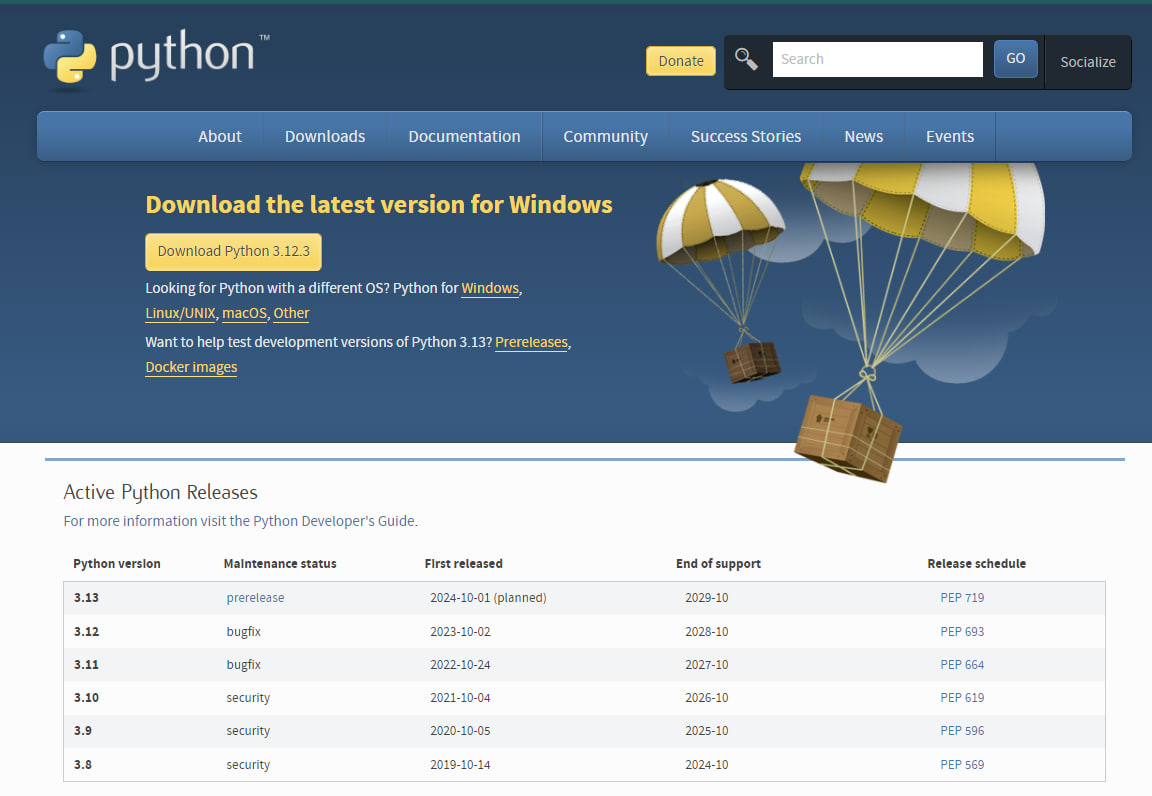 python™
Donate
Search
GO
Socialize
About Downloads Documentation Community Success Stories News Events
Download the latest version for Windows
Download Python 3.12.3
Looking for Python with a different OS? Python for Windows,
Linux/UNIX, macOS, Other
Want to help test development versions of Python 3.13? Prereleases,
Docker images
Active Python Releases
For more information visit the Python Developer's Guide.
Python version Maintenance status First released End of support Release schedule
3.13 prerelease 2024-10-01 (planned) 2029-10 PEP 719
3.12 bugfix 2023-10-02 2028-10 PEP 693
3.11 bugfix 2022-10-24 2027-10 PEP 664
3.10 security 2021-10-04 2026-10 PEP 619
3.9 security 2020-10-05 2025-10 PEP 596
3.8 security 2019-10-14 2024-10 PEP 569